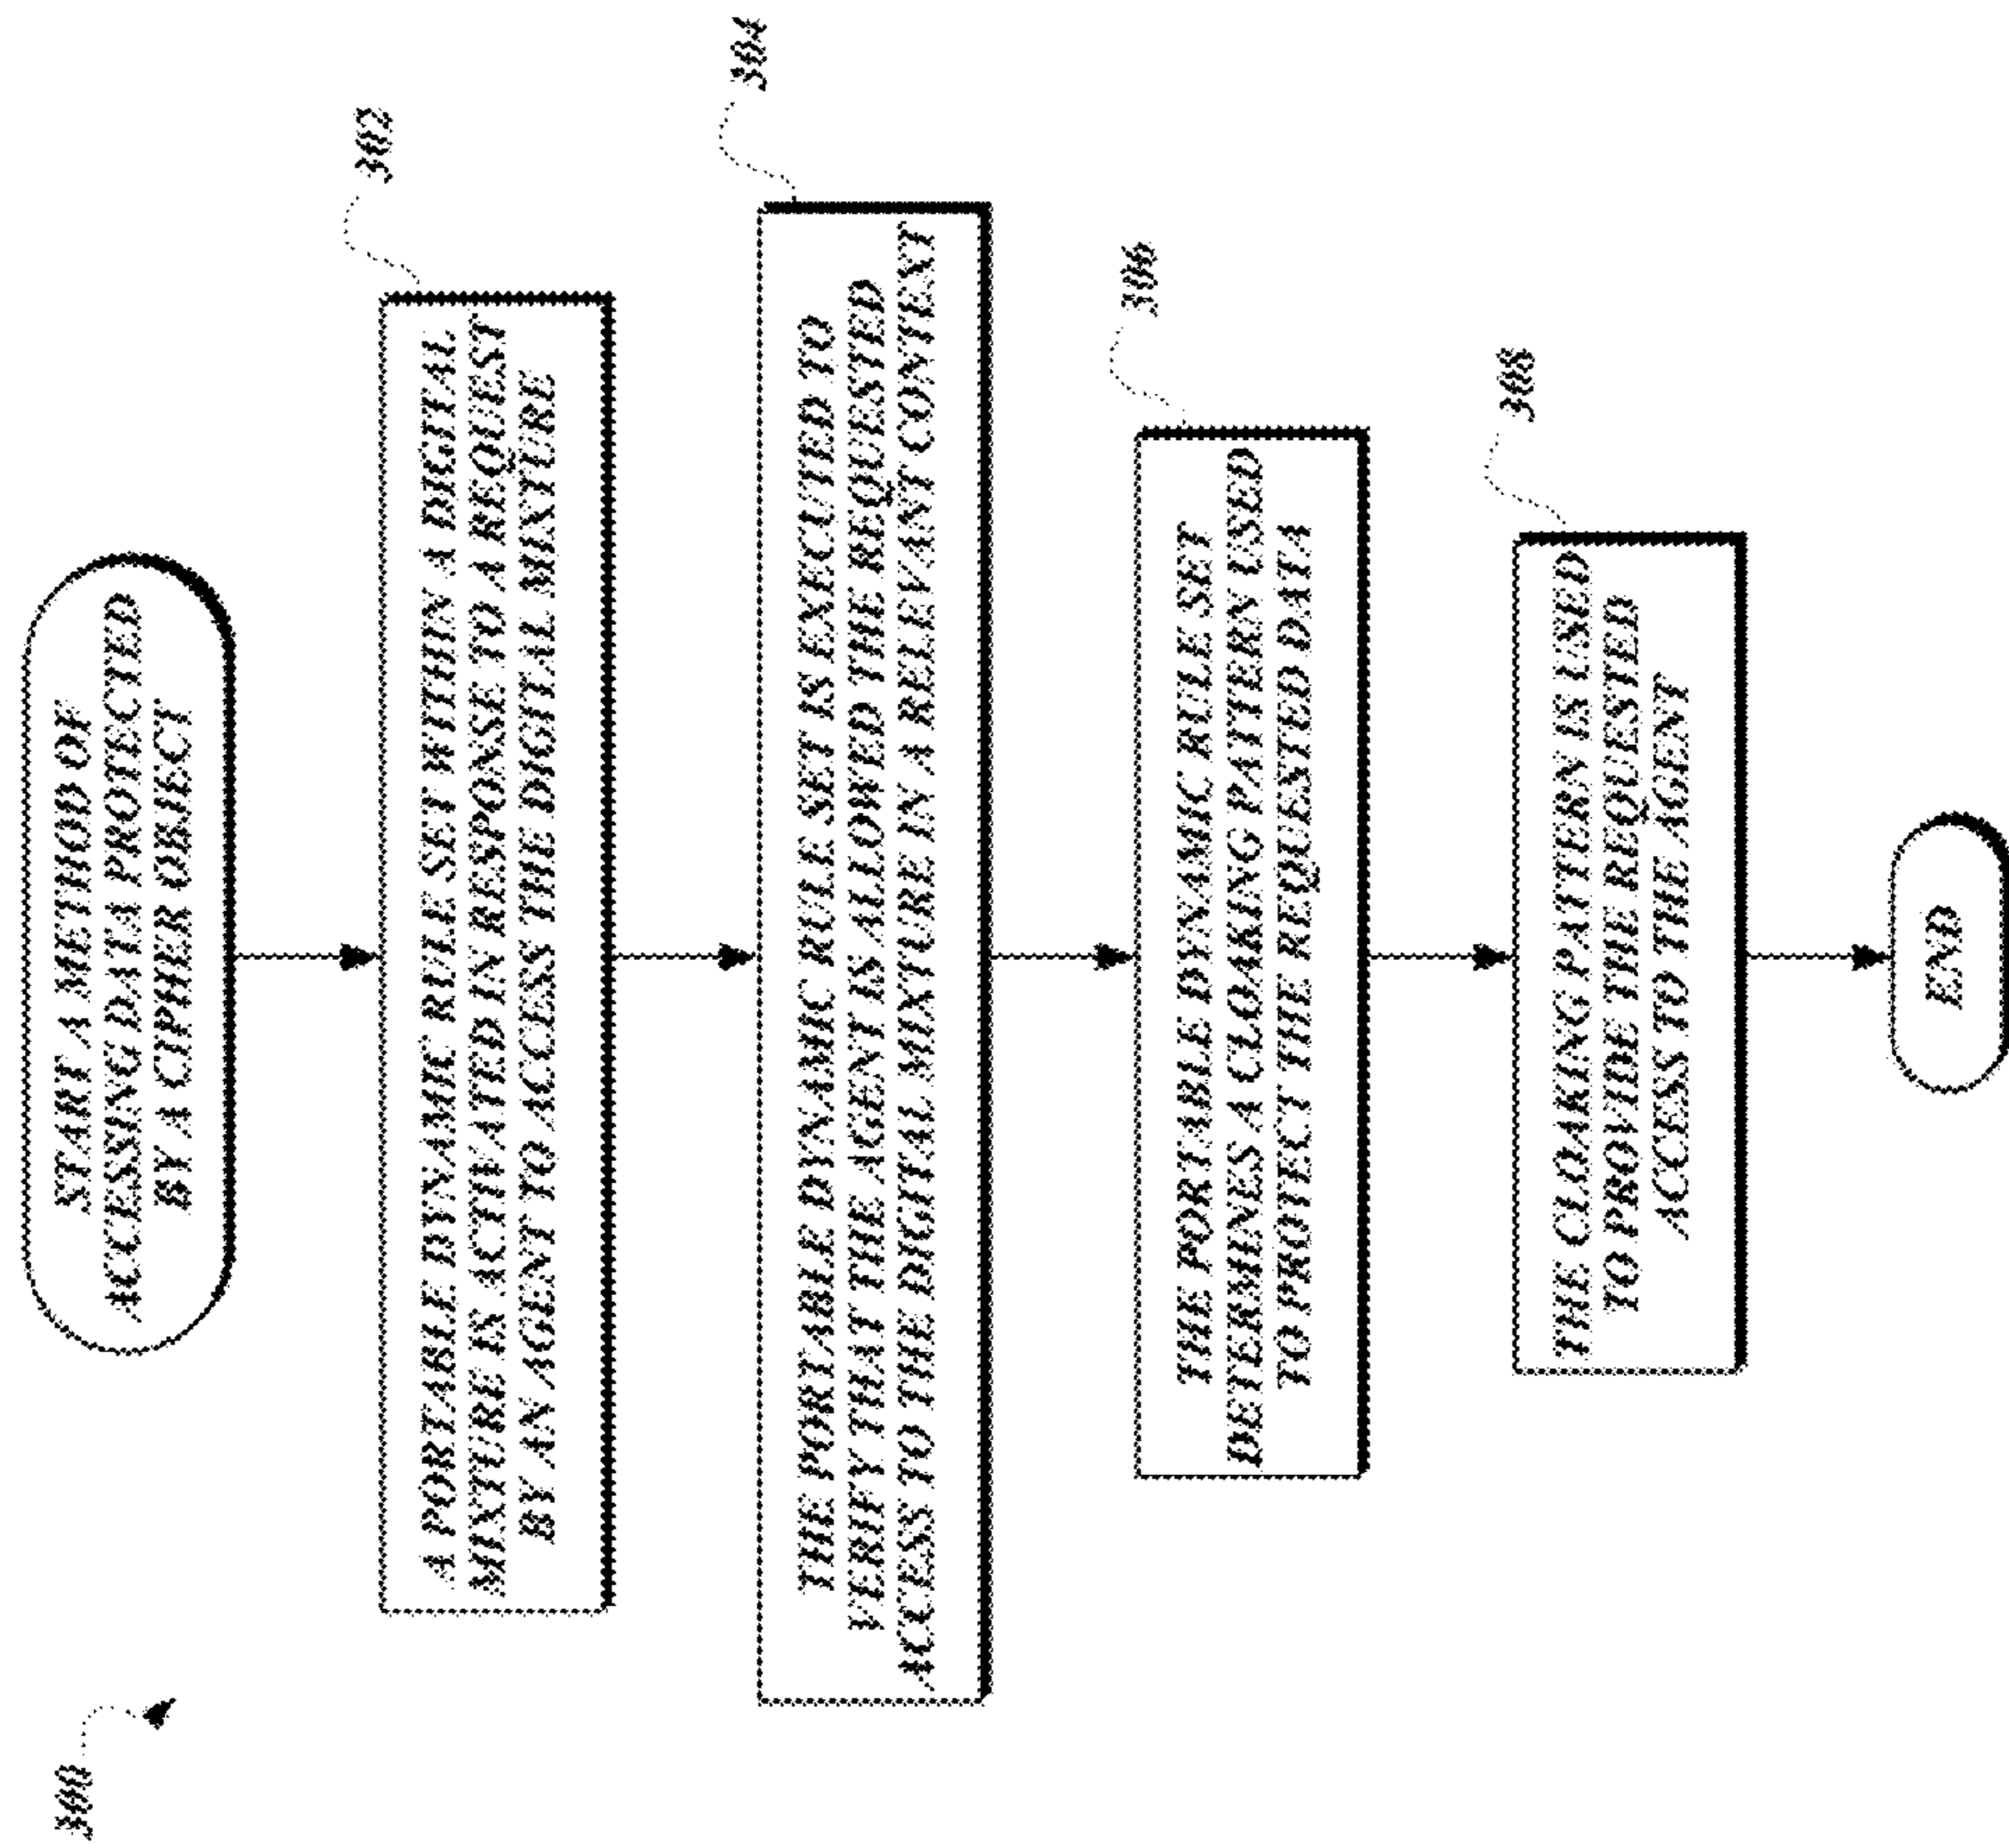 300
START A METHOD OF
ACCESSING DATA PROTECTED
BY A CIPHER OBJECT
302
A PORTABLE DYNAMIC RULE SET WITHIN A DIGITAL
MIXTURE IS ACTIVATED IN RESPONSE TO A REQUEST
BY AN AGENT TO ACCESS THE DIGITAL MIXTURE
304
THE PORTABLE DYNAMIC RULE SET IS EXECUTED TO
VERIFY THAT THE AGENT IS ALLOWED THE REQUESTED
ACCESS TO THE DIGITAL MIXTURE IN A RELEVANT CONTEXT
306
THE PORTABLE DYNAMIC RULE SET
DETERMINES A CLOAKING PATTERN USED
TO PROTECT THE REQUESTED DATA
308
THE CLOAKING PATTERN IS USED
TO PROVIDE THE REQUESTED
ACCESS TO THE AGENT
END